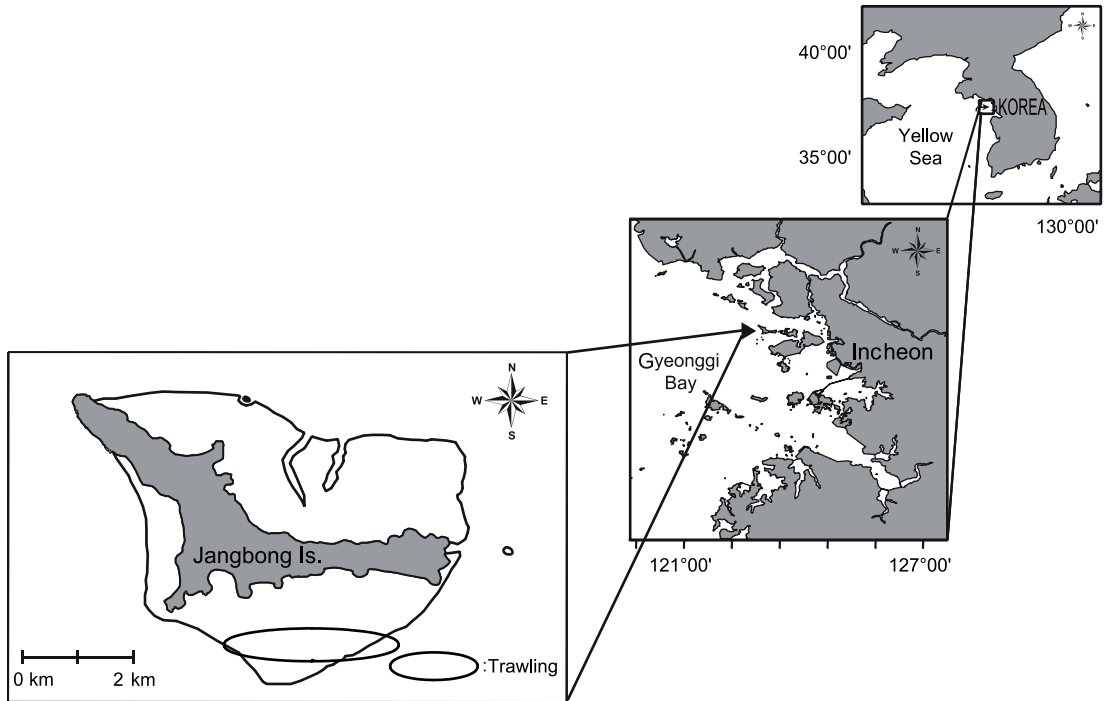 40°00'
35°00'
130°00'
N
W E
S
KOREA
Yellow
Sea
N
W E
S
Incheon
Gyeonggi
Bay
121°00'
127°00'
N
W E
S
Jangbong Is.
0 km 2 km
:Trawling